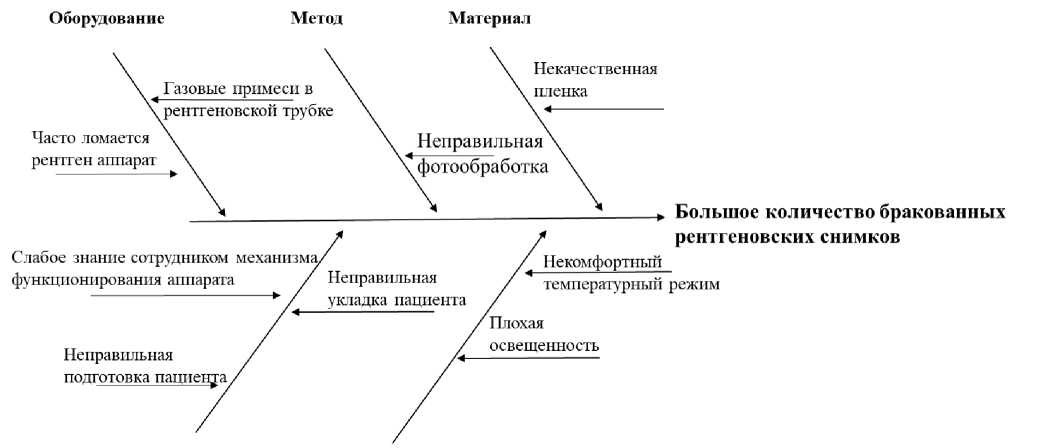 Оборудование
Метод
Материал
Газовые примеси в
рентгеновской трубке
Часто ломается
рентген аппарат
Неправильная
фотообработка
Некачественная
пленка
Большое количество бракованных
рентгеновских снимков
Слабое знание сотрудником механизма
функционирования аппарата
Неправильная
укладка пациента
Неправильная
подготовка пациента
Некомфортный
температурный режим
Плохая
освещенность